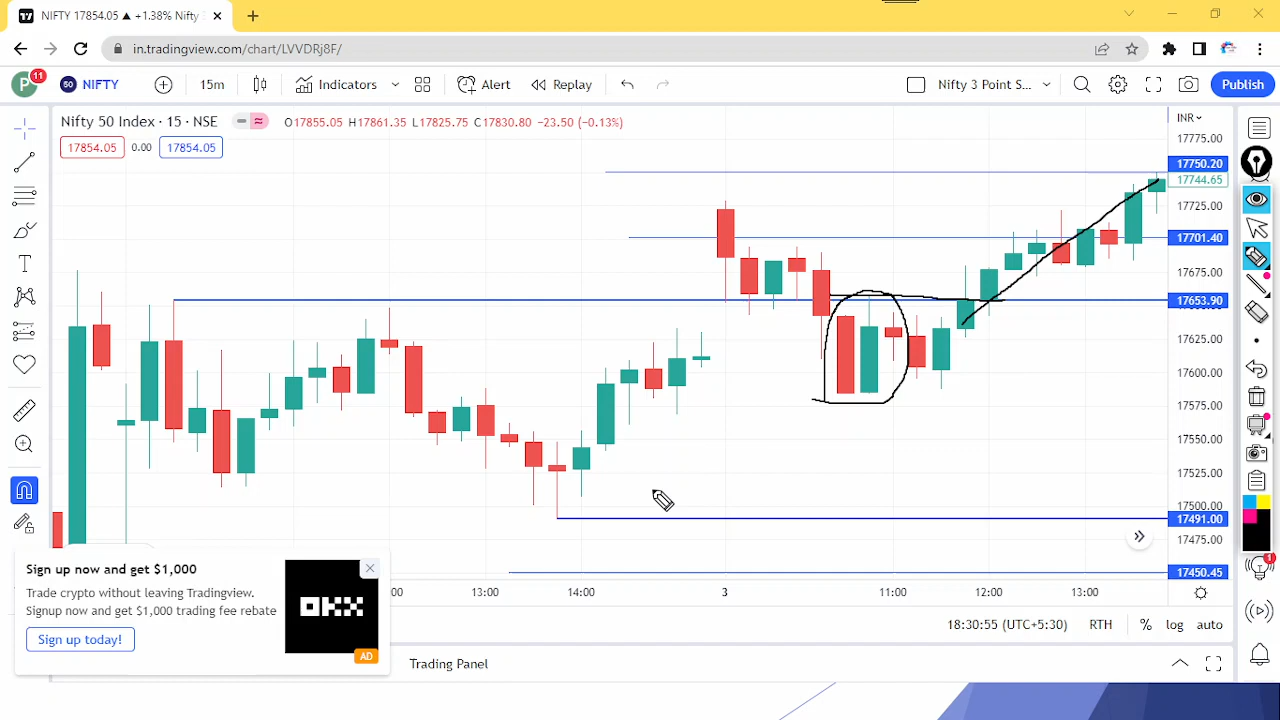 NIFTY 17854.05 ▲ +1.38% Nifty
in.tradingview.com/chart/LVVDRj8F/
P 11 50 NIFTY 15m Indicators Alert Replay Nifty 3 Point S... Publish
Nifty 50 Index · 15 · NSE O17855.05 H17861.35 L17825.75 C17830.80 −23.50 (−0.13%)
17854.05 0.00 17854.05
INR
17775.00
17750.20
17744.65
17725.00
17701.40
17675.00
17653.90
17625.00
17600.00
17575.00
17550.00
17525.00
17500.00
17491.00
17475.00
17450.45
:00 13:00 14:00 3 11:00 12:00 13:00
Sign up now and get $1,000
Trade crypto without leaving Tradingview.
Signup now and get $1,000 trading fee rebate
Sign up today!
OKX
AD
18:30:55 (UTC+5:30) RTH % log auto
Trading Panel
1